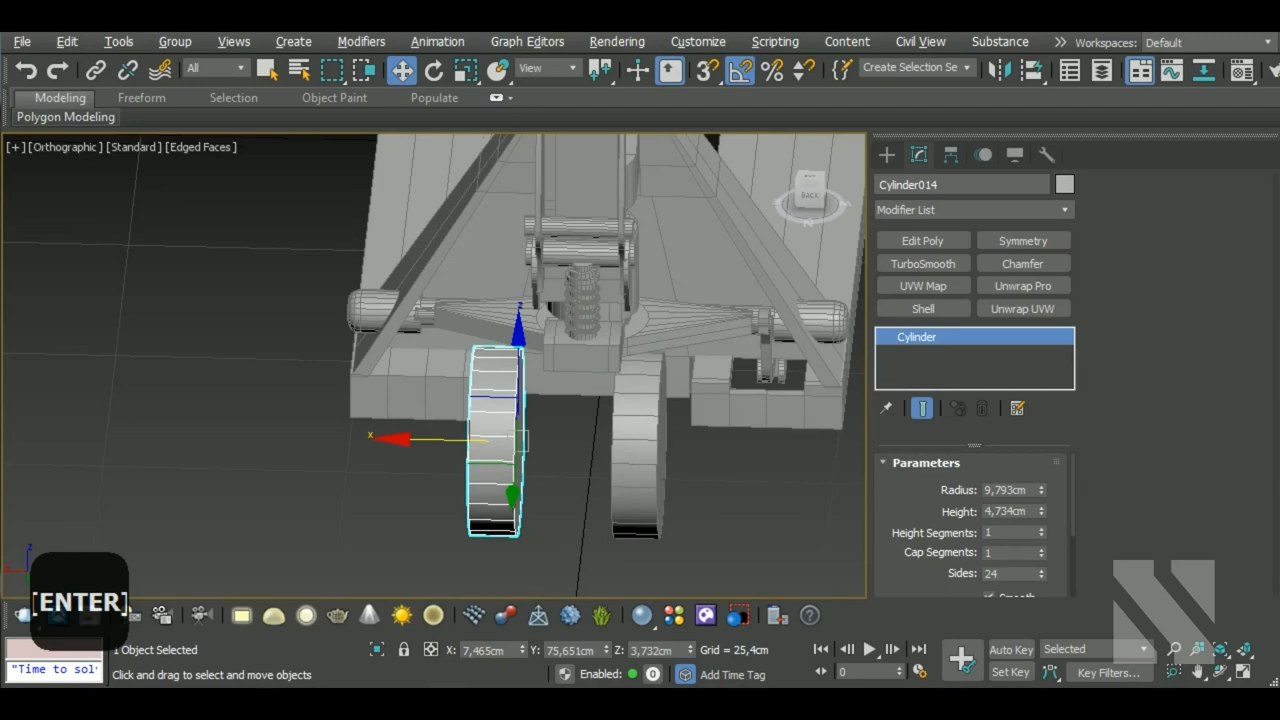 File Edit Tools Group Views Create Modifiers Animation Graph Editors Rendering Customize Scripting Content Civil View Substance Workspaces: Default
All View Create Selection Se
Modeling Freeform Selection Object Paint Populate
Polygon Modeling
[+] [Orthographic] [Standard] [Edged Faces]
BACK
Cylinder014
Modifier List
Edit Poly Symmetry
TurboSmooth Chamfer
UVW Map Unwrap Pro
Shell Unwrap UVW
Cylinder
z
x
Parameters
Radius: 9,793cm
Height: 4,734cm
Height Segments: 1
Cap Segments: 1
Sides: 24
Smooth
z
[ENTER]
1 Object Selected X: 7,465cm Y: 75,651cm Z: 3,732cm Grid = 25,4cm Auto Key Selected
"Time to sol Click and drag to select and move objects Enabled: 0 Add Time Tag 0 Set Key Key Filters...